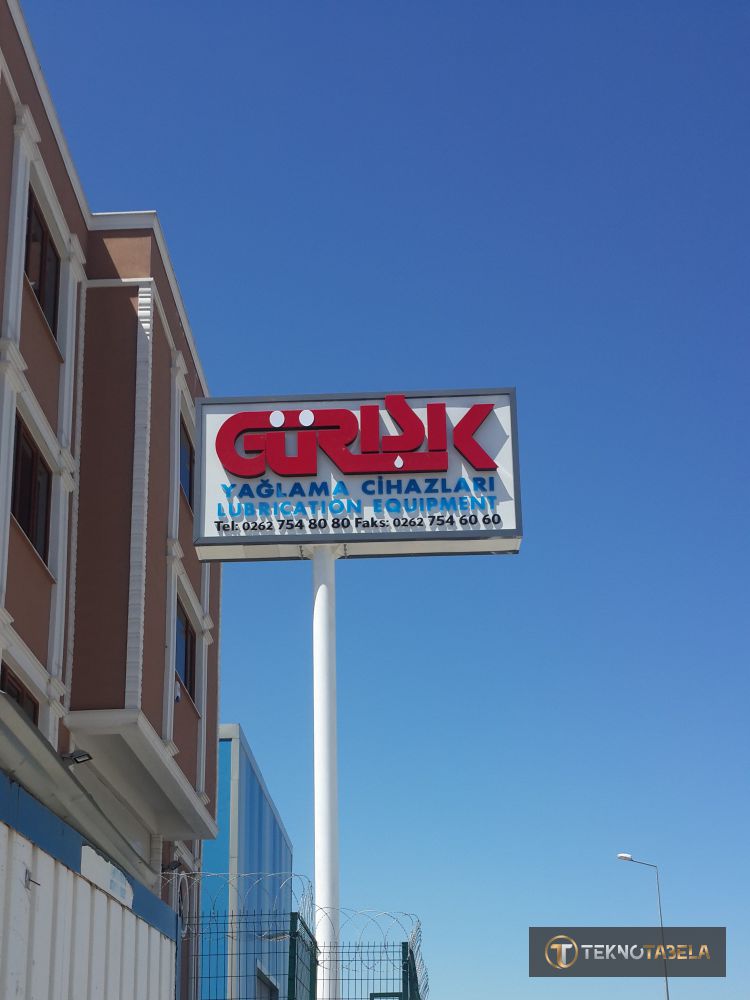 GÜRIŞIK
YAĞLAMA CİHAZLARI
LUBRICATION EQUIPMENT
Tel: 0262 754 80 80 Faks: 0262 754 60 60
TEKNOTABELA